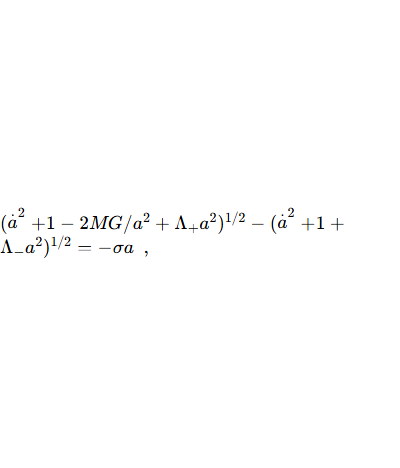 (ȧ² +1 − 2MG/a² + Λ₊a²)^{1/2} − (ȧ² +1 +
Λ₋a²)^{1/2} = −σa ,